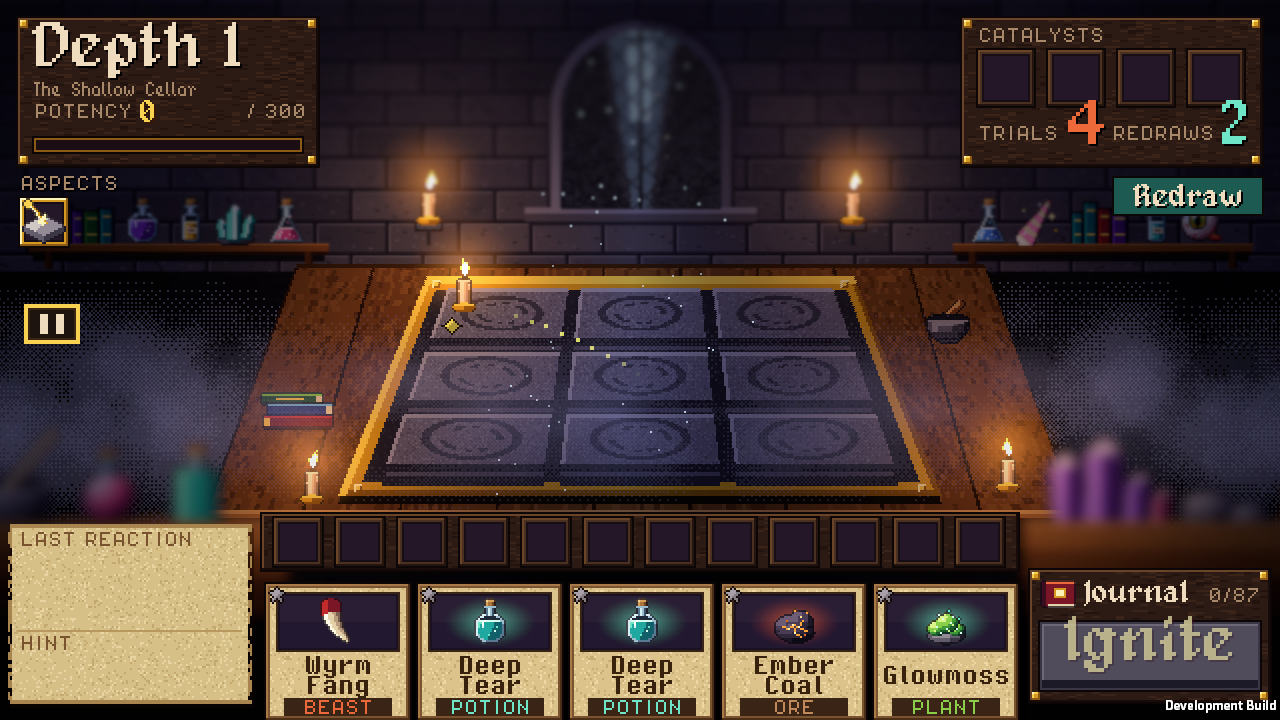 Depth 1
The Shallow Cellar
POTENCY 0 / 300
ASPECTS
CATALYSTS
TRIALS 4 REDRAWS 2
Redraw
LAST REACTION
HINT
Wyrm
Fang
BEAST
Deep
Tear
POTION
Deep
Tear
POTION
Ember
Coal
ORE
Glowmoss
PLANT
Journal 0/87
Ignite
Development Build